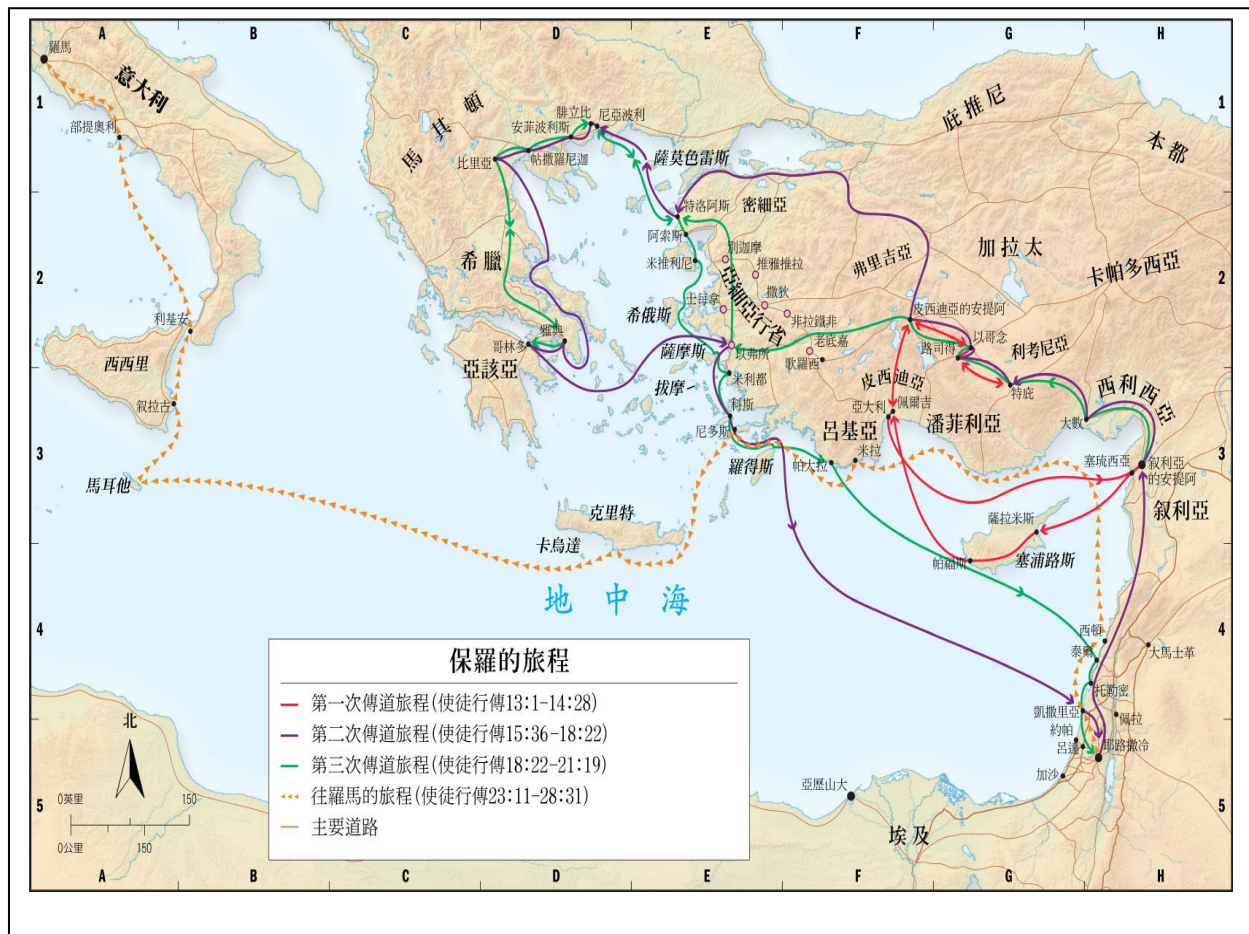 A B C D E F G H
羅馬
意大利
1 1
部提奧利
馬其頓
腓立比
尼亞波利
安菲波利斯
比里亞
帖撒羅尼迦
庇推尼
本都
薩莫色雷斯
特洛阿斯
密細亞
阿索斯
別迦摩
米推利尼
推雅推拉
加拉太
卡帕多西亞
弗里吉亞
希臘
2 2
亞細亞行省
撒狄
士每拿
希俄斯
非拉鐵非
皮西迪亞的安提阿
利基安
雅典
哥林多
薩摩斯
以弗所
老底嘉
歌羅西
路司得
以哥念
利考尼亞
西西里
亞該亞
拔摩
米利都
皮西迪亞
特庇
西利西亞
叙拉古
科斯
亞大利
佩爾吉
潘菲利亞
大數
尼多斯
呂基亞
3 3
馬耳他
羅得斯
帕大拉
米拉
塞琉西亞
叙利亞
的安提阿
克里特
薩拉米斯
叙利亞
卡烏達
帕福斯
塞浦路斯
地中海
4 4
西頓
泰爾
大馬士革
保羅的旅程
第一次傳道旅程(使徒行傳13:1-14:28)
第二次傳道旅程(使徒行傳15:36-18:22)
第三次傳道旅程(使徒行傳18:22-21:19)
往羅馬的旅程(使徒行傳23:11-28:31)
主要道路
托勒密
凱撒里亞
佩拉
約帕
呂達
耶路撒冷
北
加沙
0英里 150
亞歷山大
5 5
0公里 150
埃及
A B C D E F G H